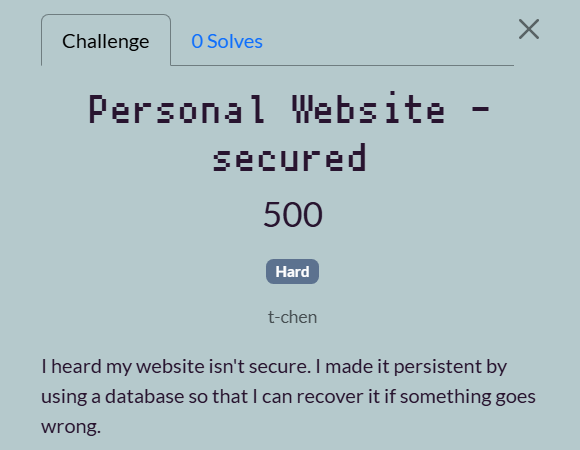 Challenge
0 Solves
Personal Website -
secured
500
Hard
t-chen
I heard my website isn't secure. I made it persistent by
using a database so that I can recover it if something goes
wrong.